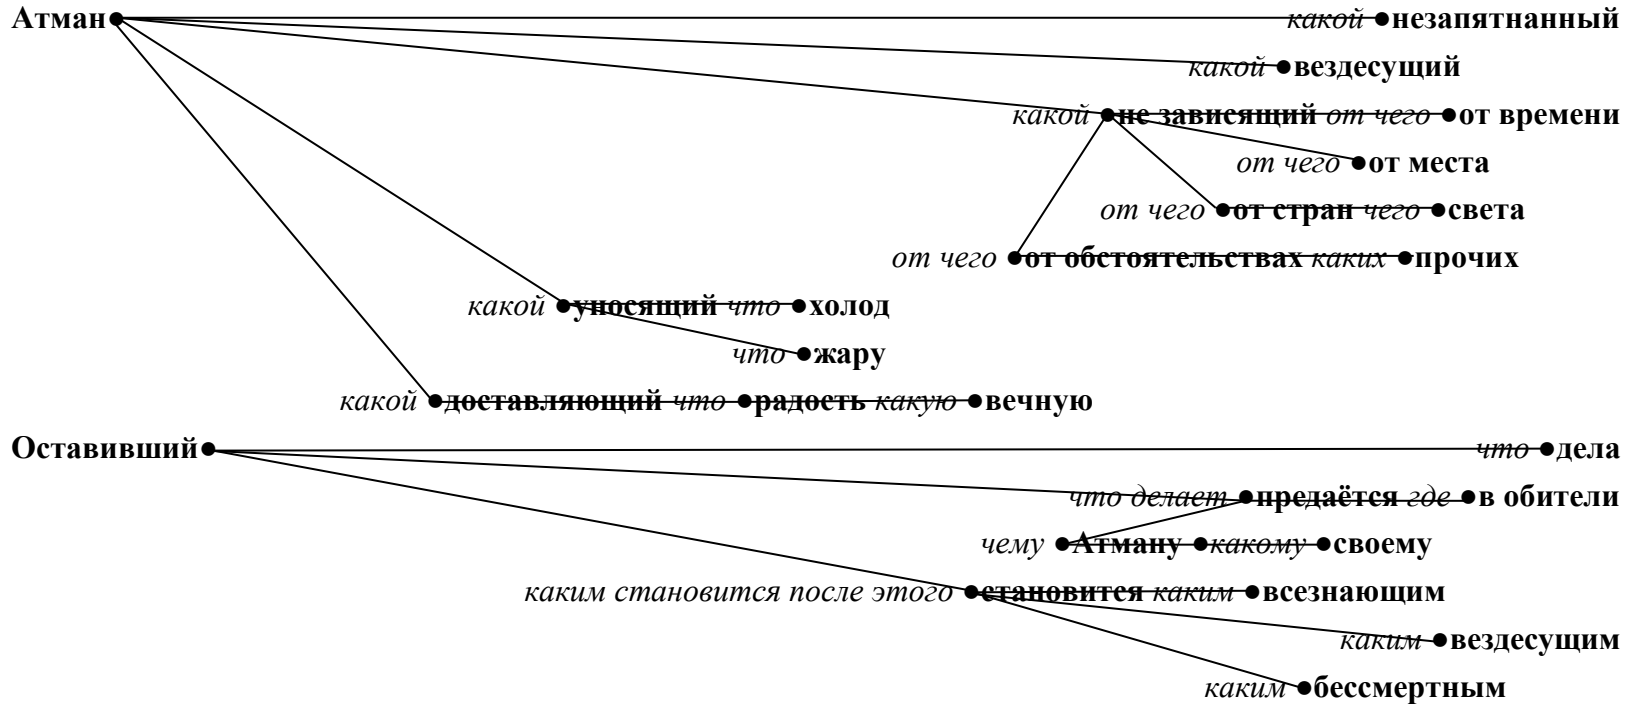 Атман какой незапятнанный
какой вездесущий
какой не зависящий от чего от времени
от чего от места
от чего от стран чего света
от чего от обстоятельствах каких прочих
какой уносящий что холод
что жару
какой доставляющий что радость какую вечную
Оставивший что дела
что делает предаётся где в обители
чему Атману какому своему
каким становится после этого становится каким всезнающим
каким вездесущим
каким бессмертным